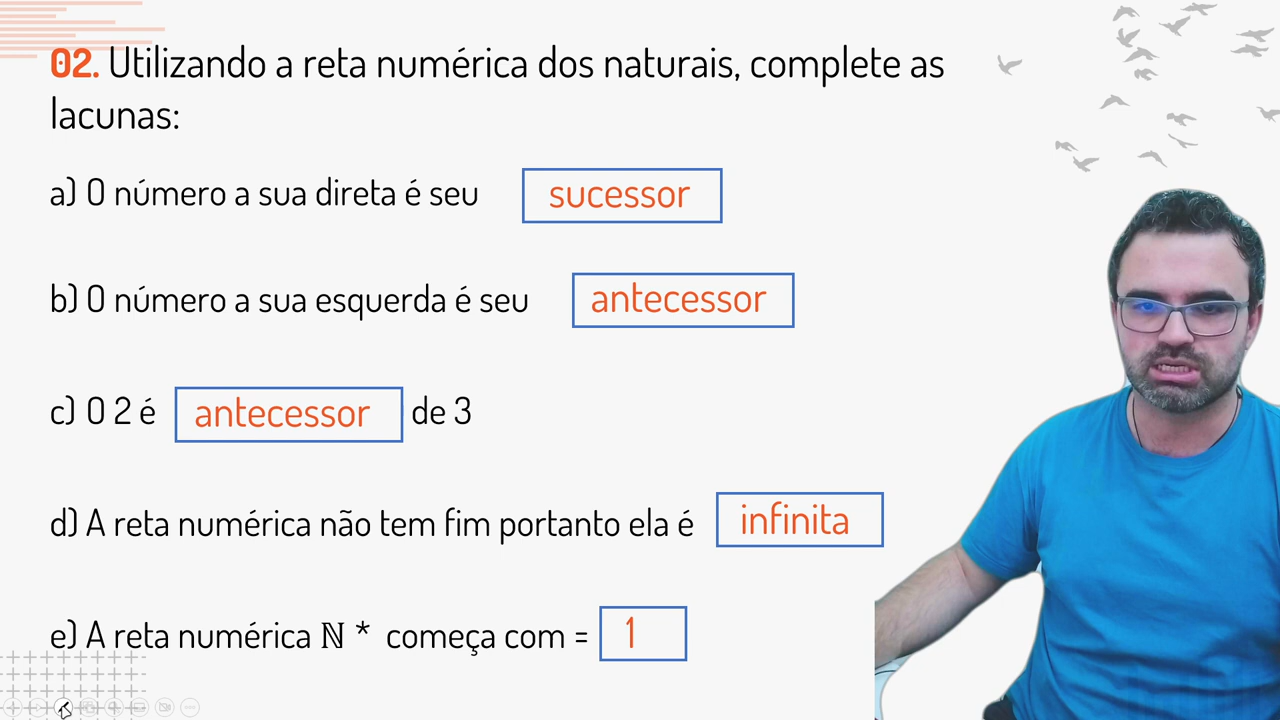 02. Utilizando a reta numérica dos naturais, complete as
lacunas:
a) O número a sua direta é seu sucessor
b) O número a sua esquerda é seu antecessor
c) O 2 é antecessor de 3
d) A reta numérica não tem fim portanto ela é infinita
e) A reta numérica ℕ * começa com = 1